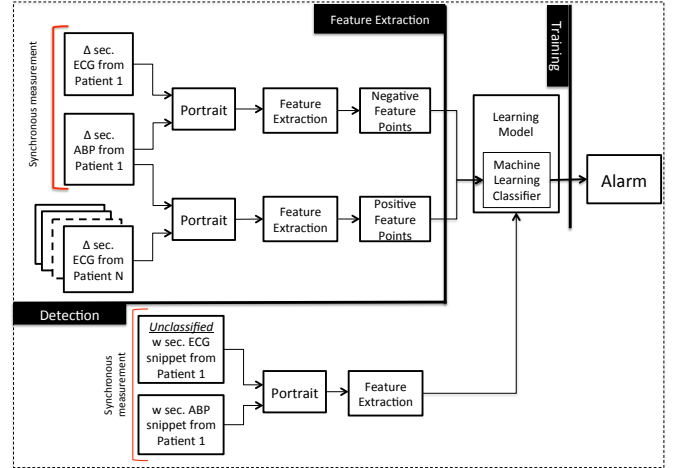 Feature Extraction
Training
Synchronous measurement
Δ sec.
ECG from
Patient 1
Δ sec.
ABP from
Patient 1
Portrait
Feature
Extraction
Negative
Feature
Points
Learning
Model
Machine
Learning
Classifier
Alarm
Portrait
Feature
Extraction
Positive
Feature
Points
Δ sec.
ECG from
Patient N
Detection
Synchronous
measurement
Unclassified
w sec. ECG
snippet from
Patient 1
w sec. ABP
snippet from
Patient 1
Portrait
Feature
Extraction